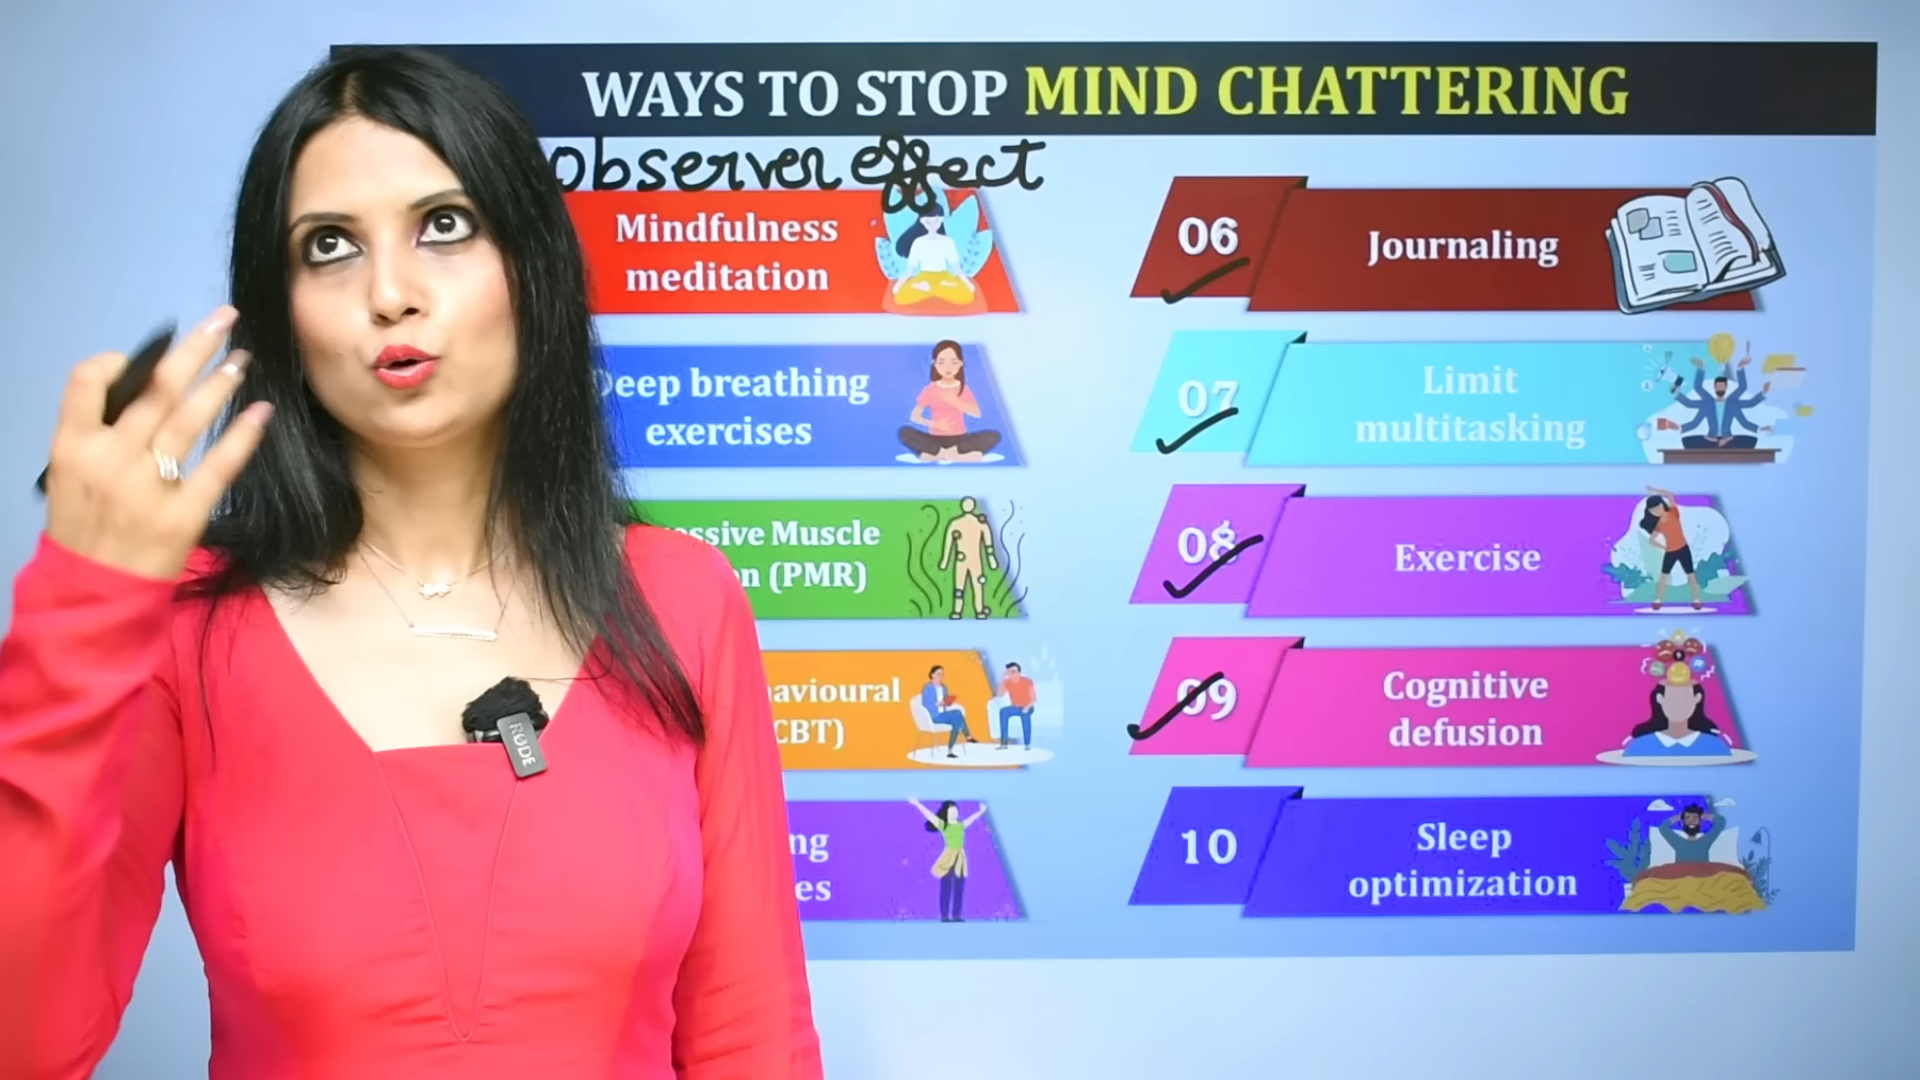 WAYS TO STOP MIND CHATTERING
Observer effect
Mindfulness
meditation
eep breathing
exercises
essive Muscle
n (PMR)
avioural
CBT)
ng
es
06
Journaling
07
Limit
multitasking
08
Exercise
09
Cognitive
defusion
10
Sleep
optimization
RØDE